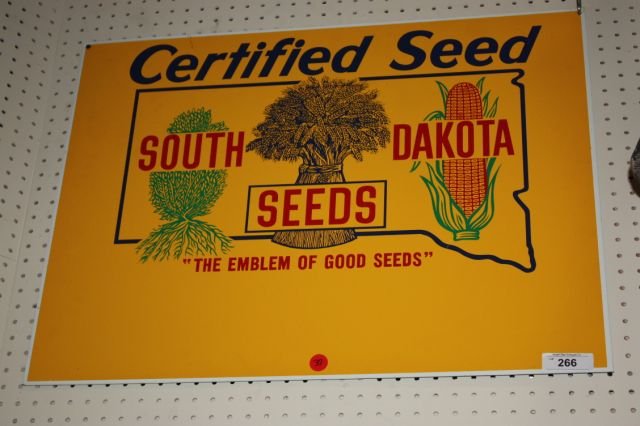 Certified Seed
SOUTH DAKOTA
SEEDS
"THE EMBLEM OF GOOD SEEDS"
266